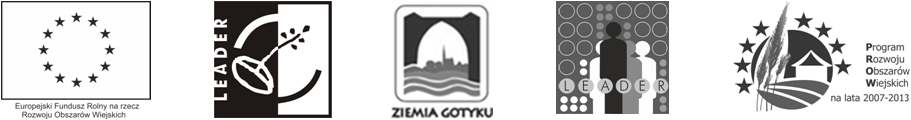 Europejski Fundusz Rolny na rzecz
Rozwoju Obszarów Wiejskich
LEADER
ZIEMIA GOTYKU
LEADER
Program
Rozwoju
Obszarów
Wiejskich
na lata 2007-2013